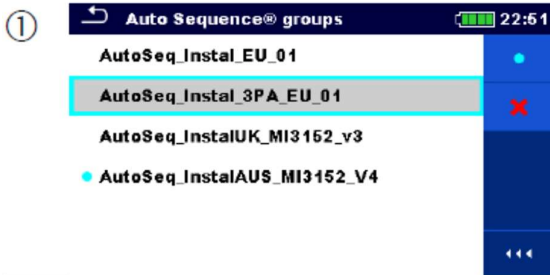 ①
Auto Sequence® groups 22:51
AutoSeq_Instal_EU_01
AutoSeq_Instal_3PA_EU_01
AutoSeq_InstalUK_MI3152_v3
AutoSeq_InstalAUS_MI3152_V4